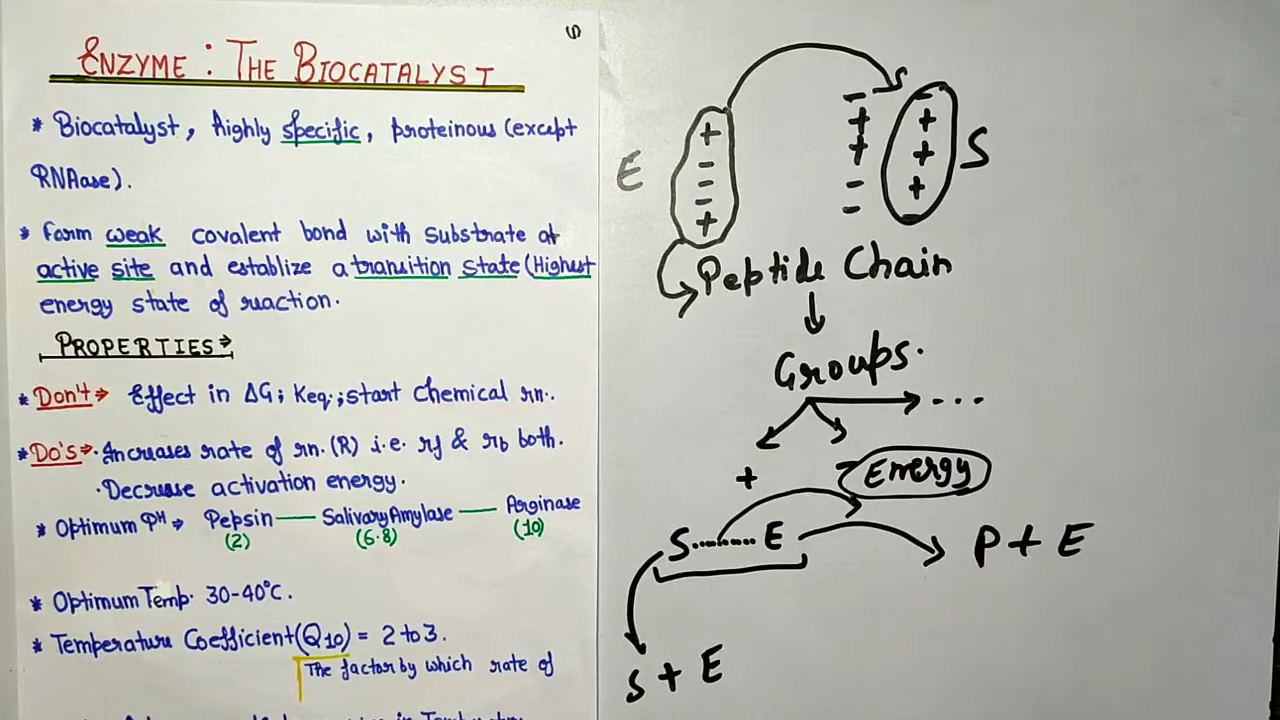 5
ENZYME : THE BIOCATALYST
* Biocatalyst, Highly specific, proteinous (except
RNAase).
* Form weak covalent bond with substrate at
active site and establize a transition state (Highest
energy state of reaction.
PROPERTIES ⇒
* Don't ⇒ Effect in ΔG; Keq.; start chemical rn..
* Do's ⇒ · Increases rate of rn. (R) i.e. rf & rb both.
· Decrease activation energy.
* Optimum PH ⇒ Pepsin — Salivary Amylase — Arginase
(2) (6.8) (10)
* Optimum Temp. 30-40°C.
* Temperature Coefficient (Q10) = 2 to 3.
The factor by which rate of
S
E + - - - + - + + - - + + + S
Peptide Chain
↓
Groups.
...
+ - Energy
S........E → P + E
S + E